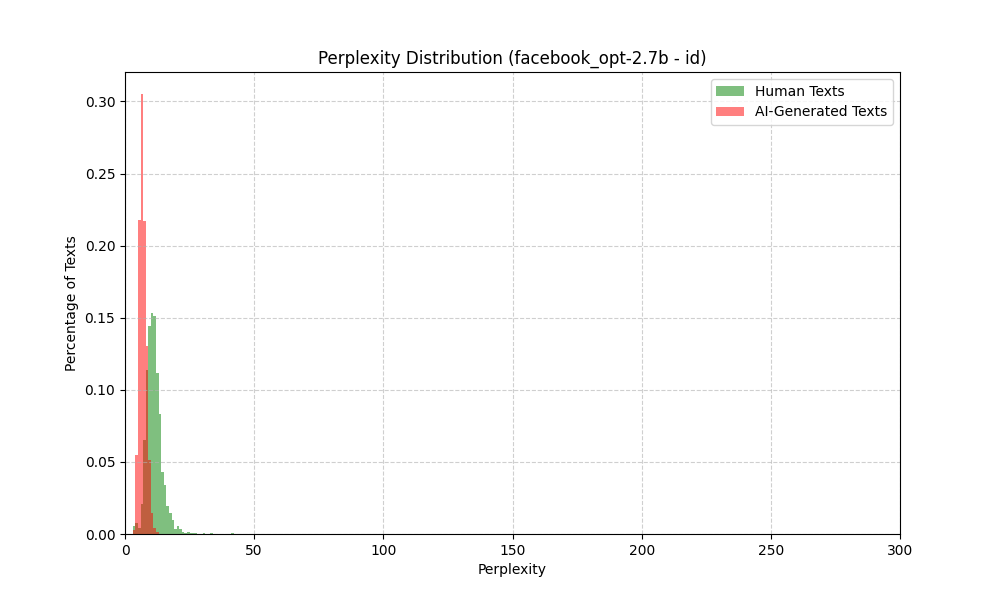 Perplexity Distribution (facebook_opt-2.7b - id)
Human Texts
AI-Generated Texts
Percentage of Texts
0.30
0.25
0.20
0.15
0.10
0.05
0.00
0 50 100 150 200 250 300
Perplexity